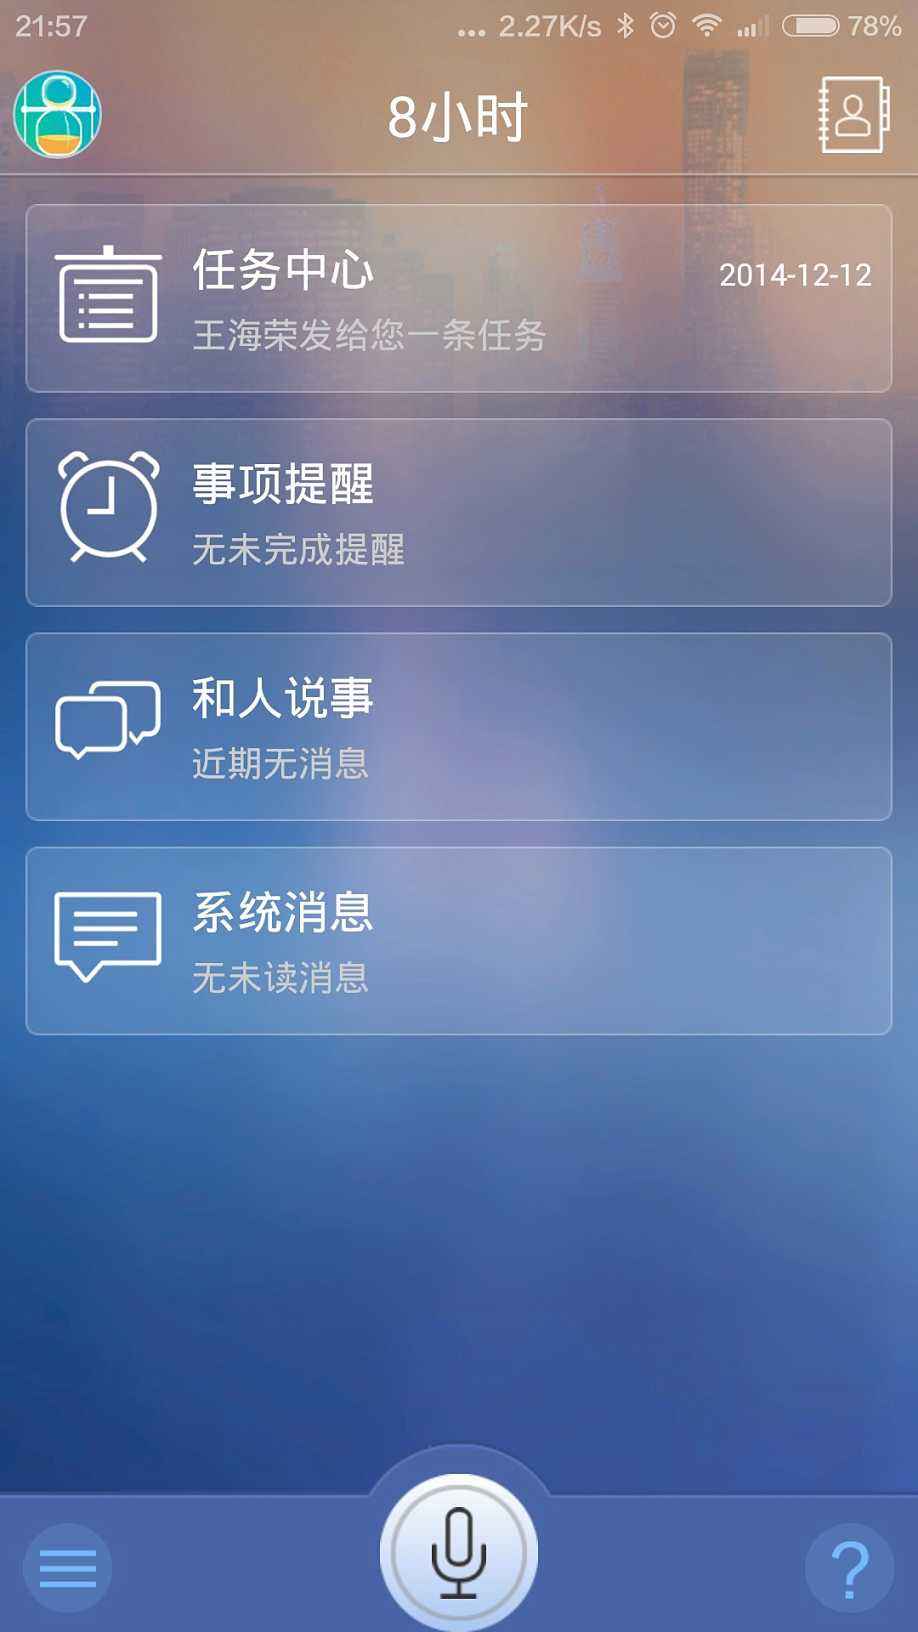 21:57
... 2.27K/s 78%
8小时
任务中心
2014-12-12
王海荣发给您一条任务
事项提醒
无未完成提醒
和人说事
近期无消息
系统消息
无未读消息
?